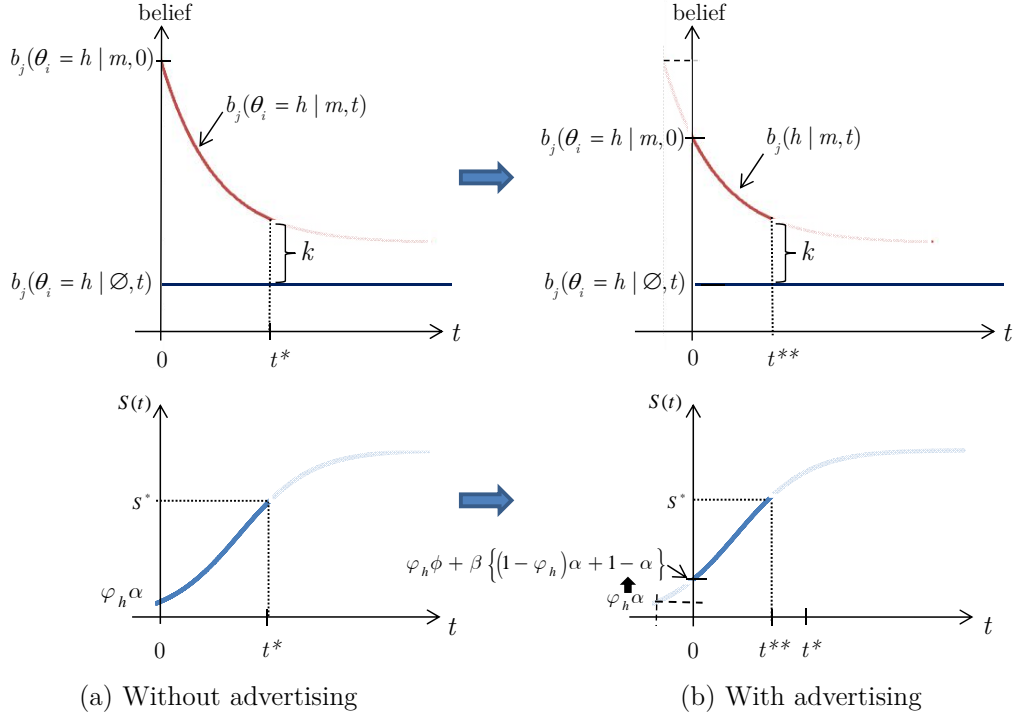 belief
b_j(θ_i = h | m, 0)
b_j(θ_i = h | m, t)
k
b_j(θ_i = h | ∅, t)
0
t*
t
belief
b_j(θ_i = h | m, 0)
b_j(h | m, t)
k
b_j(θ_i = h | ∅, t)
0
t**
t
S(t)
S*
φ_h α
0
t*
t
S(t)
S*
φ_h ϕ + β {(1 − φ_h)α + 1 − α}
φ_h α
0
t**
t*
t
(a) Without advertising
(b) With advertising